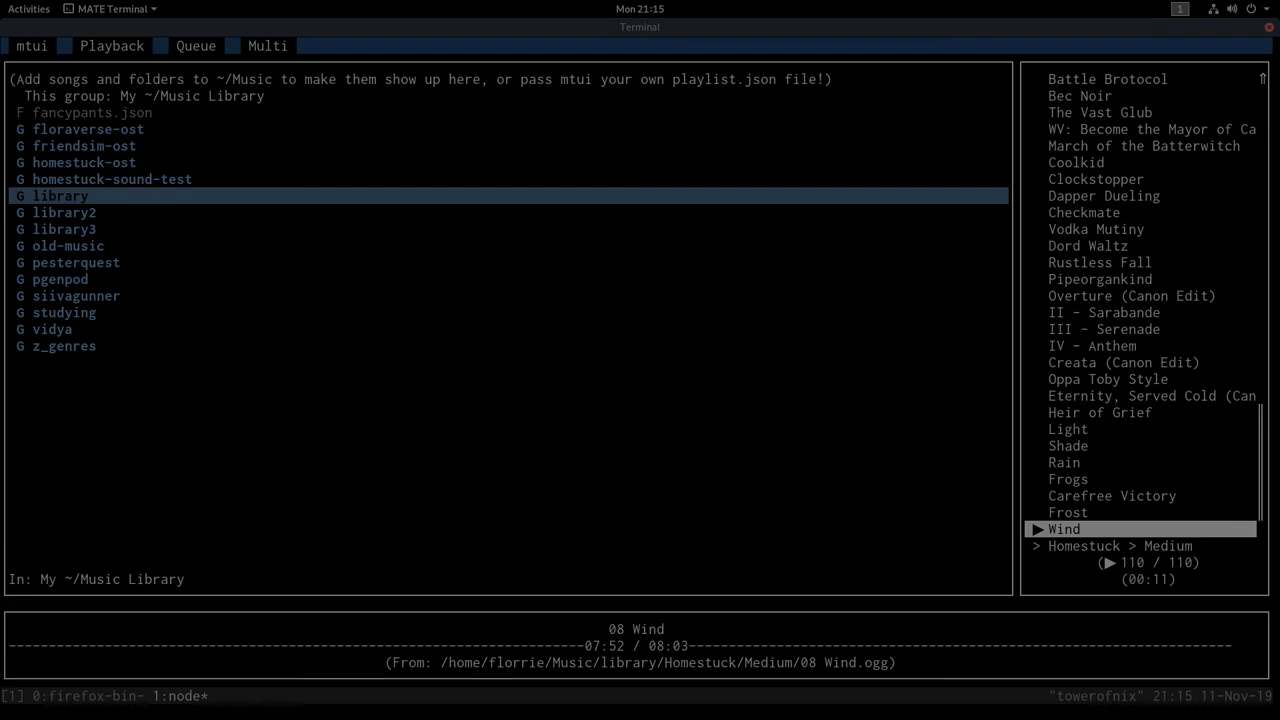 Activities MATE Terminal Mon 21:15 1
Terminal
mtui Playback Queue Multi
(Add songs and folders to ~/Music to make them show up here, or pass mtui your own playlist.json file!)
This group: My ~/Music Library
F fancypants.json
G floraverse-ost
G friendsim-ost
G homestuck-ost
G homestuck-sound-test
G library
G library2
G library3
G old-music
G pesterquest
G pgenpod
G siivagunner
G studying
G vidya
G z_genres
In: My ~/Music Library
Battle Brotocol ⇑
Bec Noir
The Vast Glub
WV: Become the Mayor of Ca
March of the Batterwitch
Coolkid
Clockstopper
Dapper Dueling
Checkmate
Vodka Mutiny
Dord Waltz
Rustless Fall
Pipeorgankind
Overture (Canon Edit)
II - Sarabande
III - Serenade
IV - Anthem
Creata (Canon Edit)
Oppa Toby Style
Eternity, Served Cold (Can
Heir of Grief
Light
Shade
Rain
Frogs
Carefree Victory
Frost
▶ Wind
> Homestuck > Medium
(▶ 110 / 110)
(00:11)
08 Wind
07:52 / 08:03
(From: /home/florrie/Music/library/Homestuck/Medium/08 Wind.ogg)
[1] 0:firefox-bin- 1:node* "towerofnix" 21:15 11-Nov-19